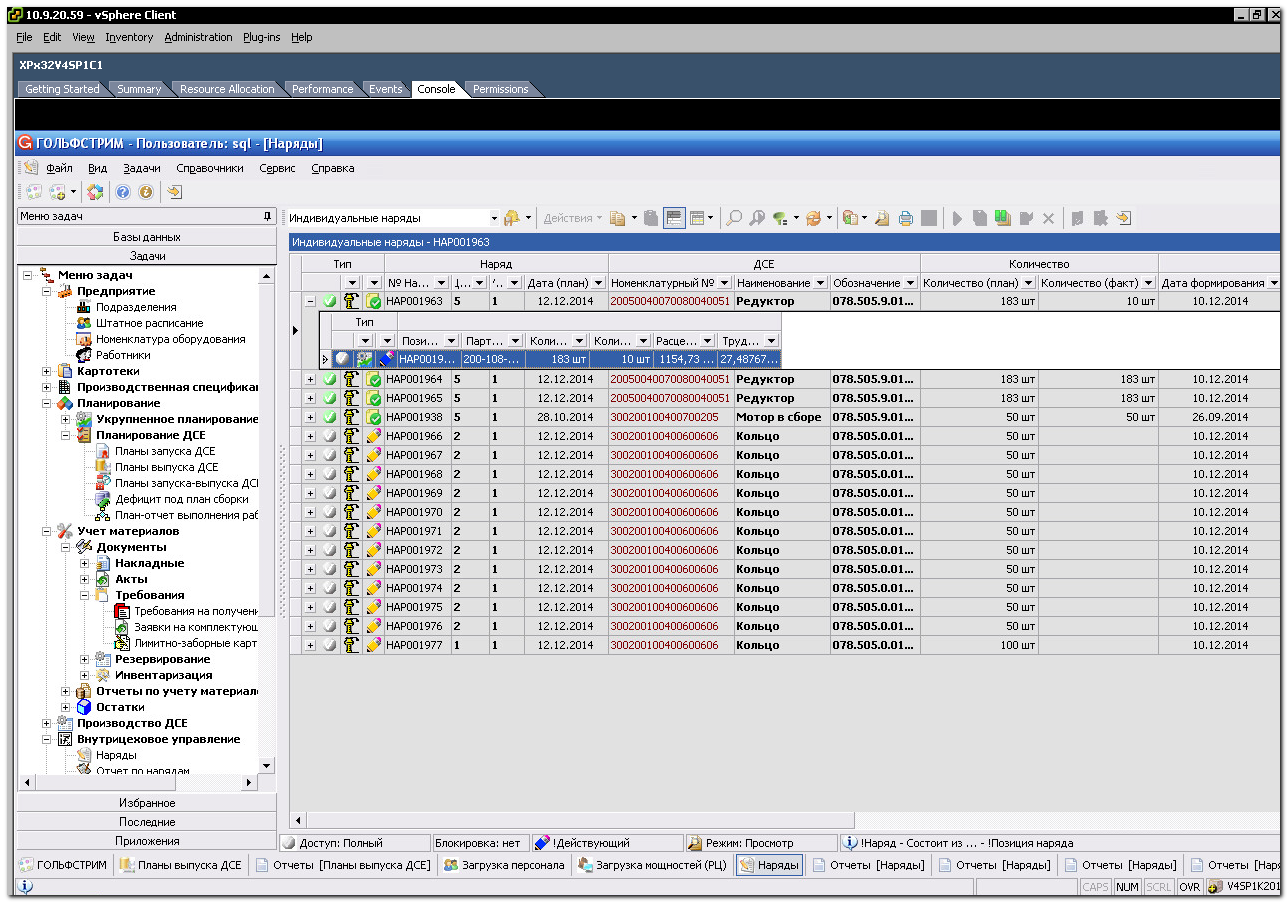 10.9.20.59 - vSphere Client
File Edit View Inventory Administration Plug-ins Help
XPx32V4SP1C1
Getting Started Summary Resource Allocation Performance Events Console Permissions
ГОЛЬФСТРИМ - Пользователь: sql - [Наряды]
Файл Вид Задачи Справочники Сервис Справка
Меню задач
Индивидуальные наряды Действия
Базы данных
Задачи
Меню задач
Предприятие
Подразделения
Штатное расписание
Номенклатура оборудования
Работники
Картотеки
Производственная специфика
Планирование
Укрупненное планирование
Планирование ДСЕ
Планы запуска ДСЕ
Планы выпуска ДСЕ
Планы запуска-выпуска ДСЕ
Дефицит под план сборки
План-отчет выполнения раб
Учет материалов
Документы
Накладные
Акты
Требования
Требования на получени
Заявки на комплектующ
Лимитно-заборные карт
Резервирование
Инвентаризация
Отчеты по учету материал
Остатки
Производство ДСЕ
Внутрицеховое управление
Наряды
Отчет по нарядам
Избранное
Последние
Приложения
Индивидуальные наряды - НАР001963
Тип Наряд ДСЕ Количество
№ На... Ц... Дата (план) Номенклатурный № Наименование Обозначение Количество (план) Количество (факт) Дата формирования
НАР001963 5 1 12.12.2014 20050040070080040051 Редуктор 078.505.9.01... 183 шт 10 шт 10.12.2014
Тип
Пози... Парт... Коли... Коли... Расце... Труд...
НАР0019... 200-108-... 183 шт 10 шт 1154,73 ... 27,48767...
НАР001964 5 1 12.12.2014 20050040070080040051 Редуктор 078.505.9.01... 183 шт 183 шт 10.12.2014
НАР001965 5 1 12.12.2014 20050040070080040051 Редуктор 078.505.9.01... 183 шт 183 шт 10.12.2014
НАР001938 5 1 28.10.2014 300200100400700205 Мотор в сборе 078.505.9.01... 50 шт 50 шт 26.09.2014
НАР001966 2 1 12.12.2014 300200100400600606 Кольцо 078.505.0.01... 50 шт 10.12.2014
НАР001967 2 1 12.12.2014 300200100400600606 Кольцо 078.505.0.01... 50 шт 10.12.2014
НАР001968 2 1 12.12.2014 300200100400600606 Кольцо 078.505.0.01... 50 шт 10.12.2014
НАР001969 2 1 12.12.2014 300200100400600606 Кольцо 078.505.0.01... 50 шт 10.12.2014
НАР001970 2 1 12.12.2014 300200100400600606 Кольцо 078.505.0.01... 50 шт 10.12.2014
НАР001971 2 1 12.12.2014 300200100400600606 Кольцо 078.505.0.01... 50 шт 10.12.2014
НАР001972 2 1 12.12.2014 300200100400600606 Кольцо 078.505.0.01... 50 шт 10.12.2014
НАР001973 2 1 12.12.2014 300200100400600606 Кольцо 078.505.0.01... 50 шт 10.12.2014
НАР001974 2 1 12.12.2014 300200100400600606 Кольцо 078.505.0.01... 50 шт 10.12.2014
НАР001975 2 1 12.12.2014 300200100400600606 Кольцо 078.505.0.01... 50 шт 10.12.2014
НАР001976 2 1 12.12.2014 300200100400600606 Кольцо 078.505.0.01... 50 шт 10.12.2014
НАР001977 1 1 12.12.2014 300200100400600606 Кольцо 078.505.0.01... 100 шт 10.12.2014
Доступ: Полный Блокировка: нет !Действующий Режим: Просмотр !Наряд - Состоит из ... - !Позиция наряда
ГОЛЬФСТРИМ Планы выпуска ДСЕ Отчеты [Планы выпуска ДСЕ] Загрузка персонала Загрузка мощностей (РЦ) Наряды Отчеты [Наряды] Отчеты [Наряды] Отчеты [Наряды] Отчеты [Наря
CAPS NUM SCRL OVR V4SP1K201